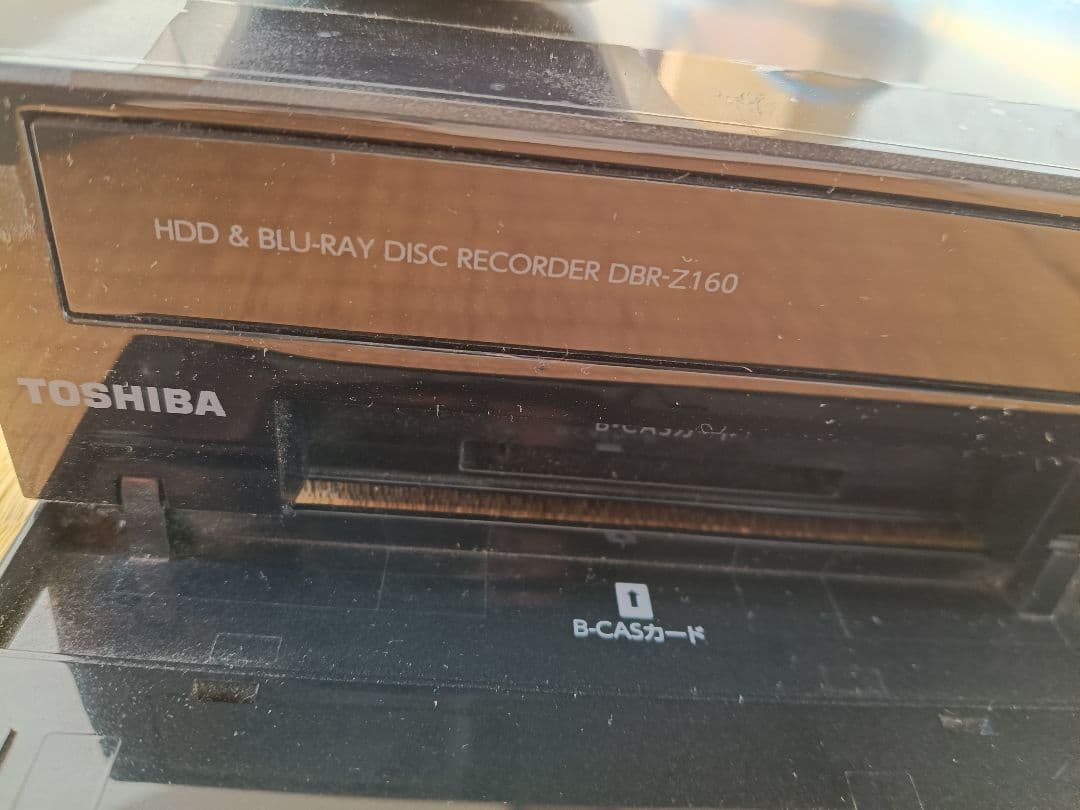 HDD & BLU-RAY DISC RECORDER DBR-Z160
TOSHIBA
B-CASカード